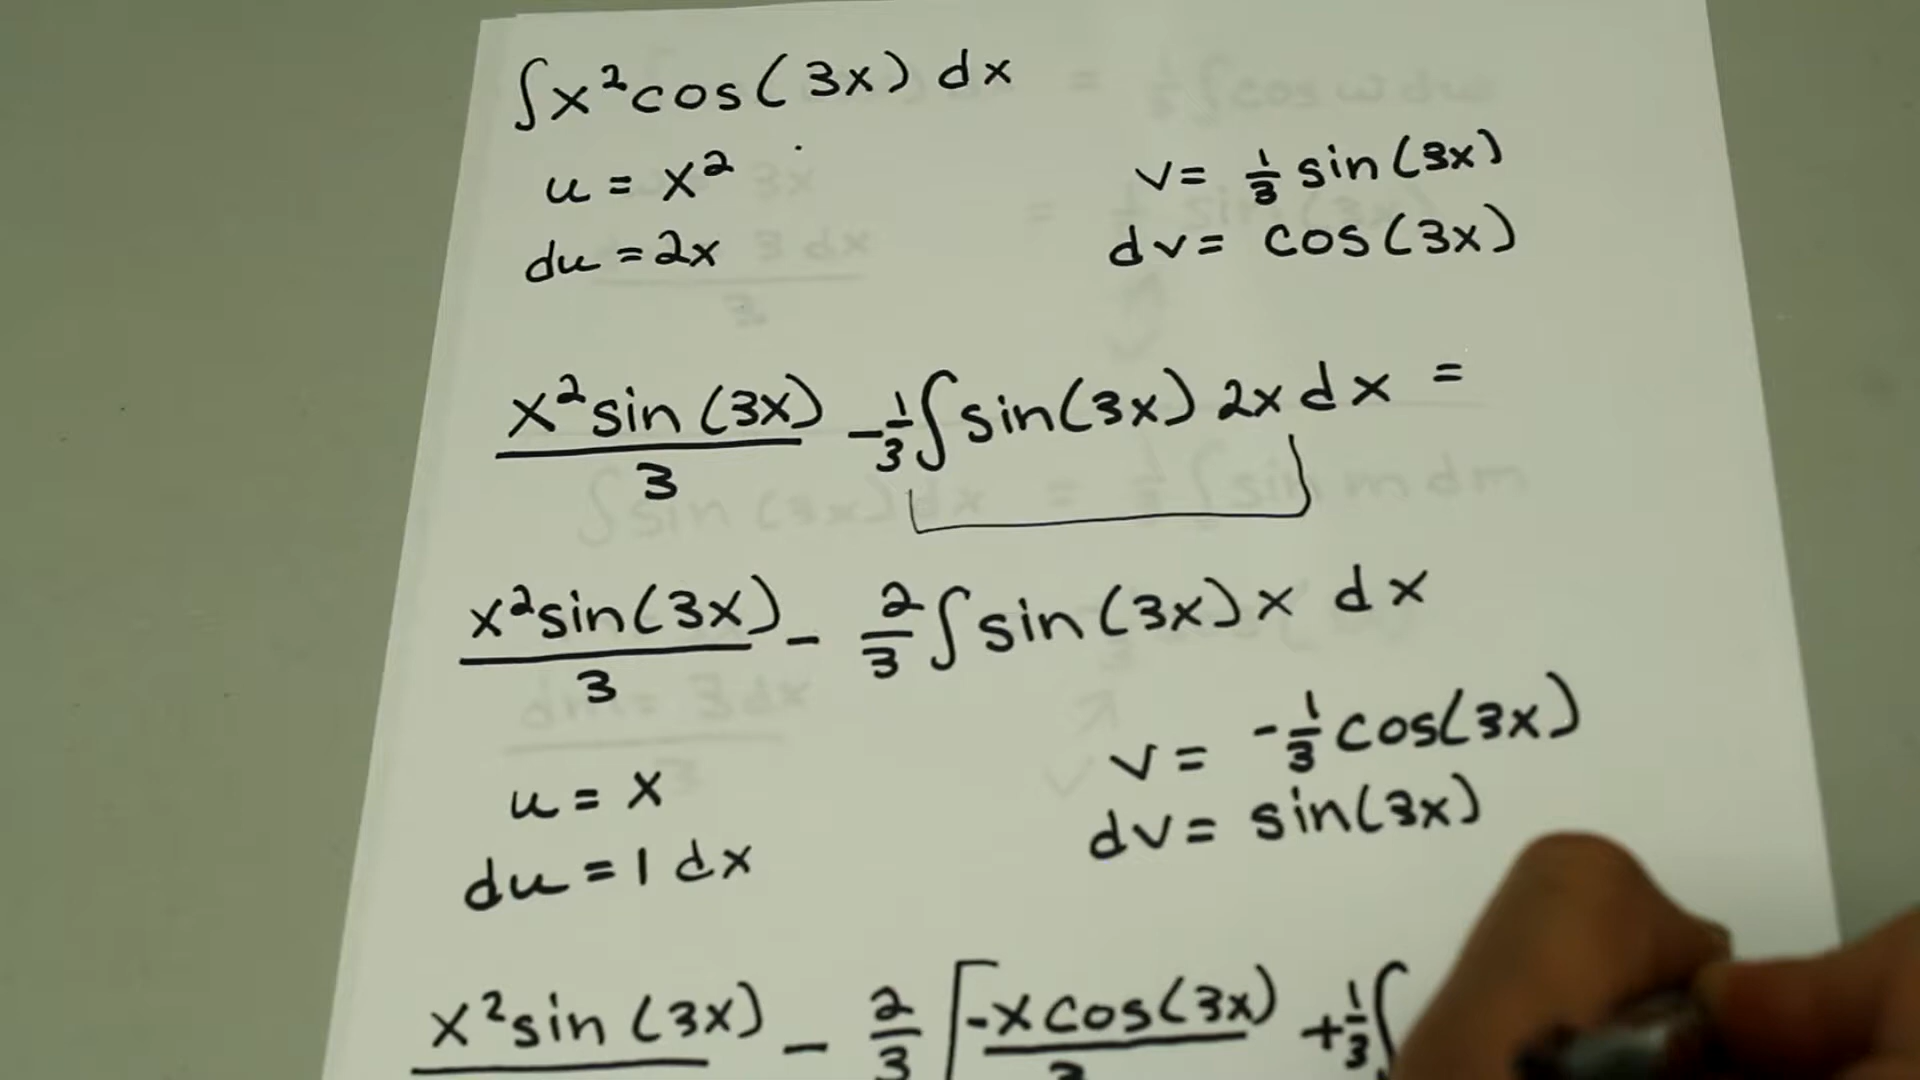 ∫x²cos(3x) dx
u = x²
v = 1/3 sin(3x)
du = 2x
dv = cos(3x)
x²sin(3x)/3 - 1/3 ∫sin(3x) 2x dx =
x²sin(3x)/3 - 2/3 ∫sin(3x) x dx
u = x
v = -1/3 cos(3x)
du = 1 dx
dv = sin(3x)
x²sin(3x) - 2/3 [-x cos(3x)/3 + 1/3 ∫